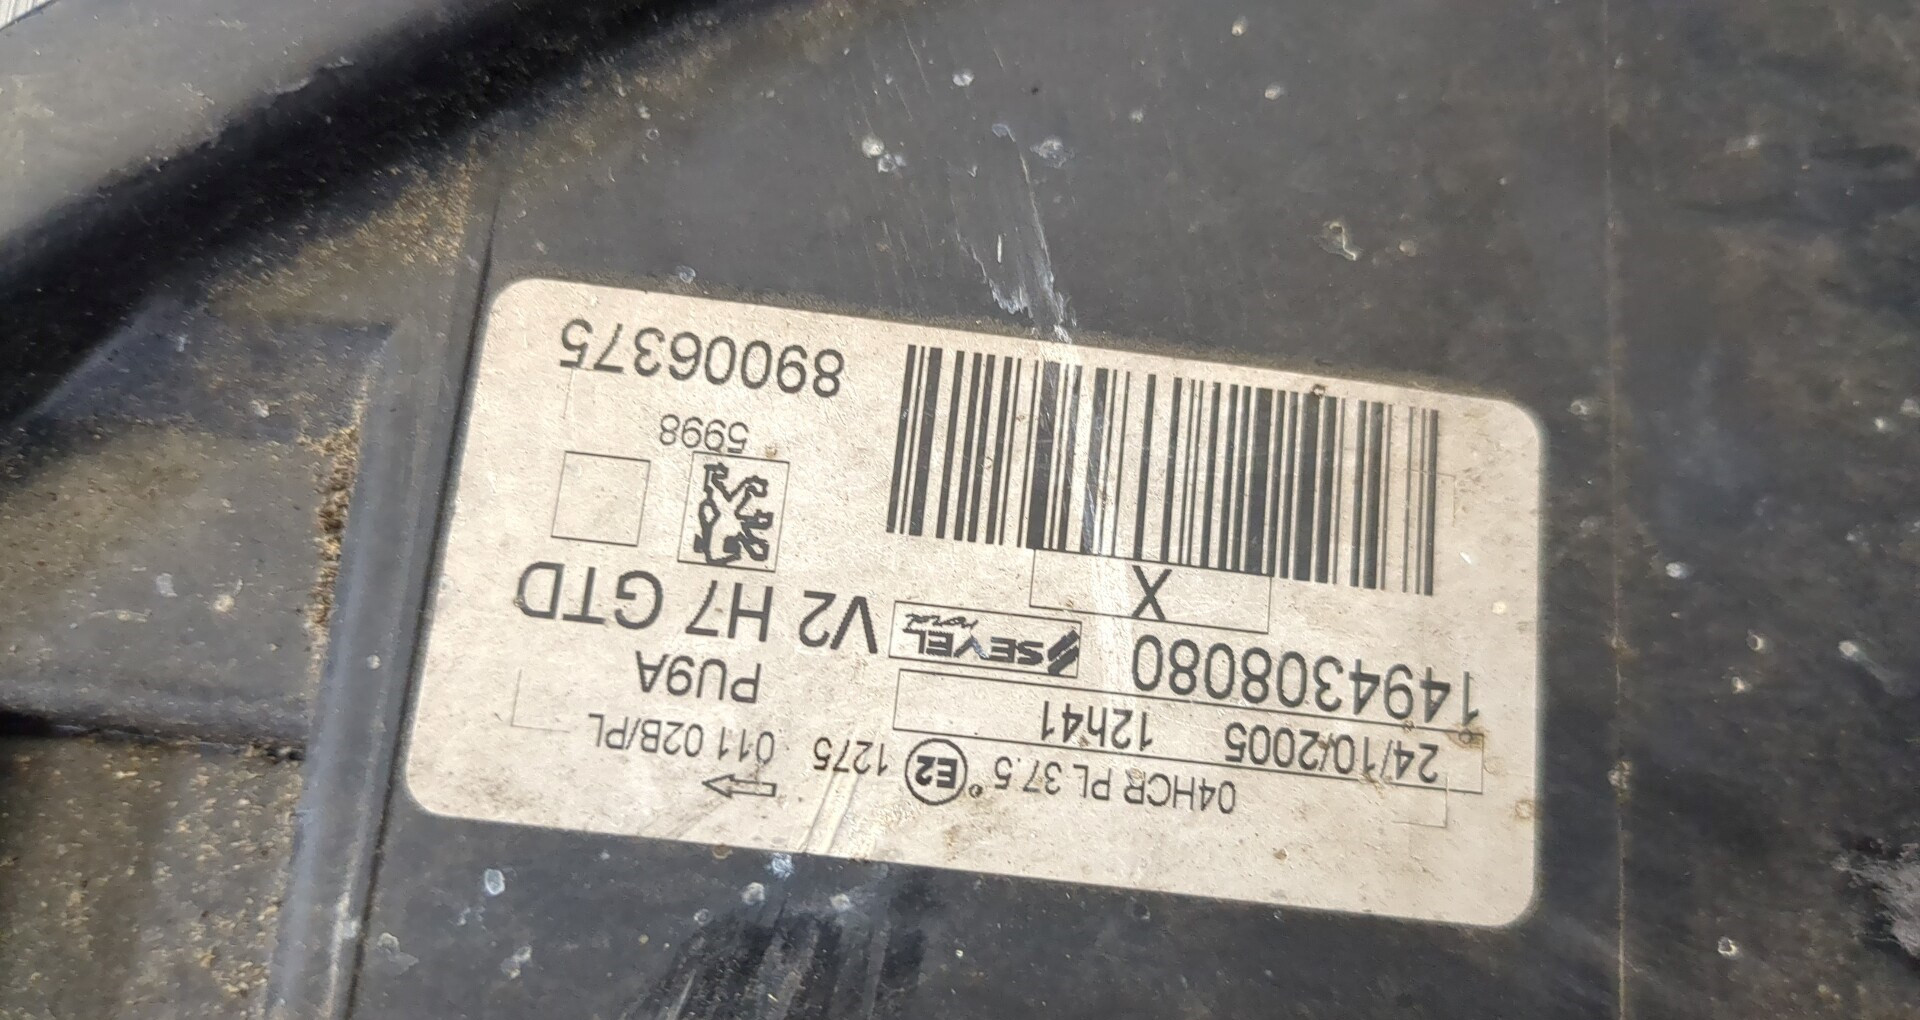 04HCR PL 37.5 E2 1275 011 02B/PL
24/10/2005 12h41
PU9A
1494308080
SEVEL nord
V2 H7 GTD
X
5998
89006375